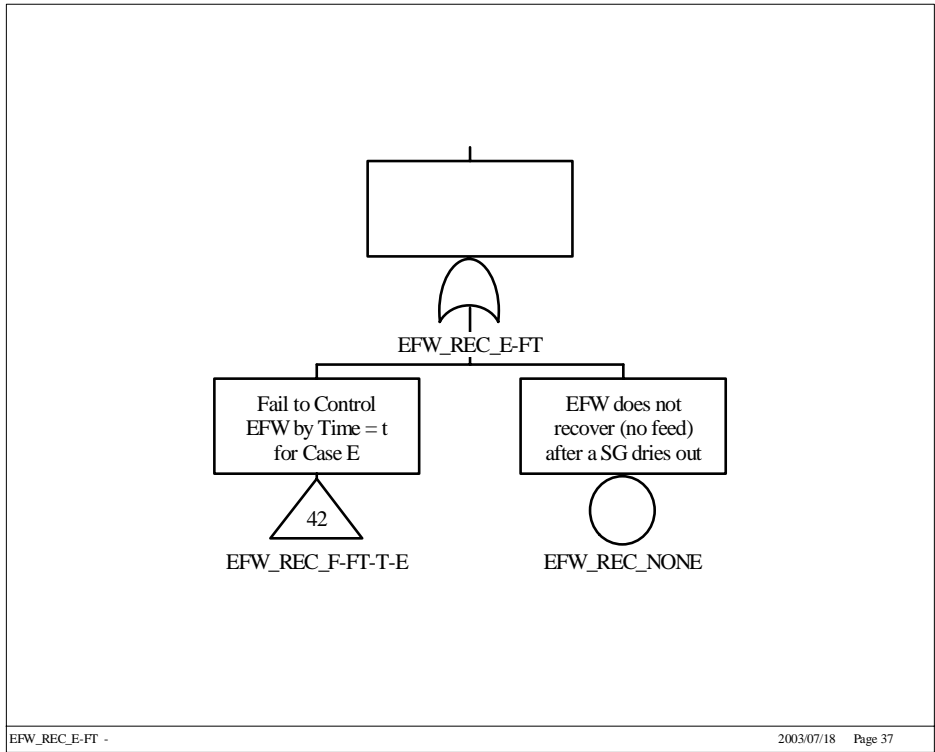 EFW_REC_E-FT
Fail to Control
EFW by Time = t
for Case E
EFW does not
recover (no feed)
after a SG dries out
42
EFW_REC_F-FT-T-E
EFW_REC_NONE
EFW_REC_E-FT -
2003/07/18 Page 37